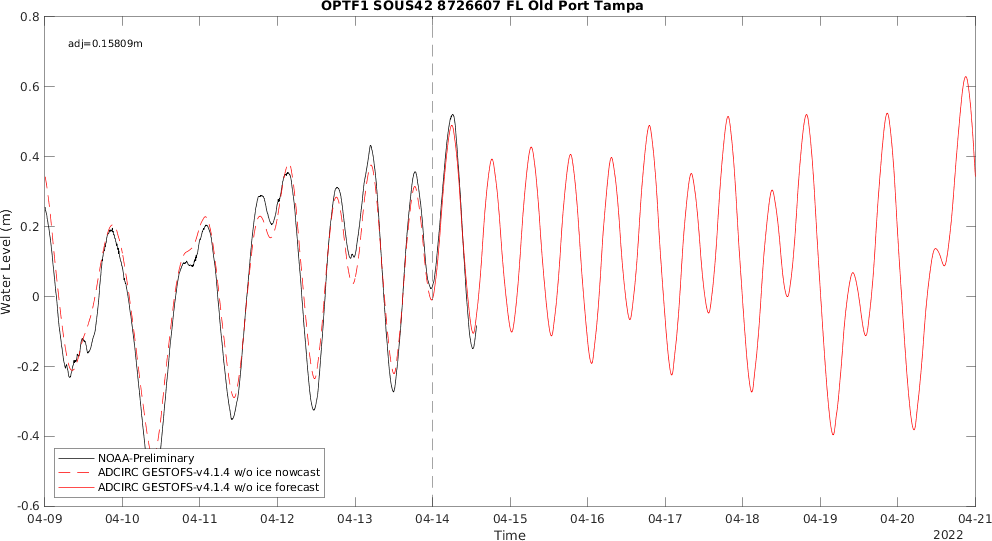 OPTF1 SOUS42 8726607 FL Old Port Tampa
adj=0.15809m
0.8
0.6
0.4
0.2
0
-0.2
-0.4
-0.6
Water Level (m)
NOAA-Preliminary
ADCIRC GESTOFS-v4.1.4 w/o ice nowcast
ADCIRC GESTOFS-v4.1.4 w/o ice forecast
04-09 04-10 04-11 04-12 04-13 04-14 04-15 04-16 04-17 04-18 04-19 04-20 04-21
Time
2022